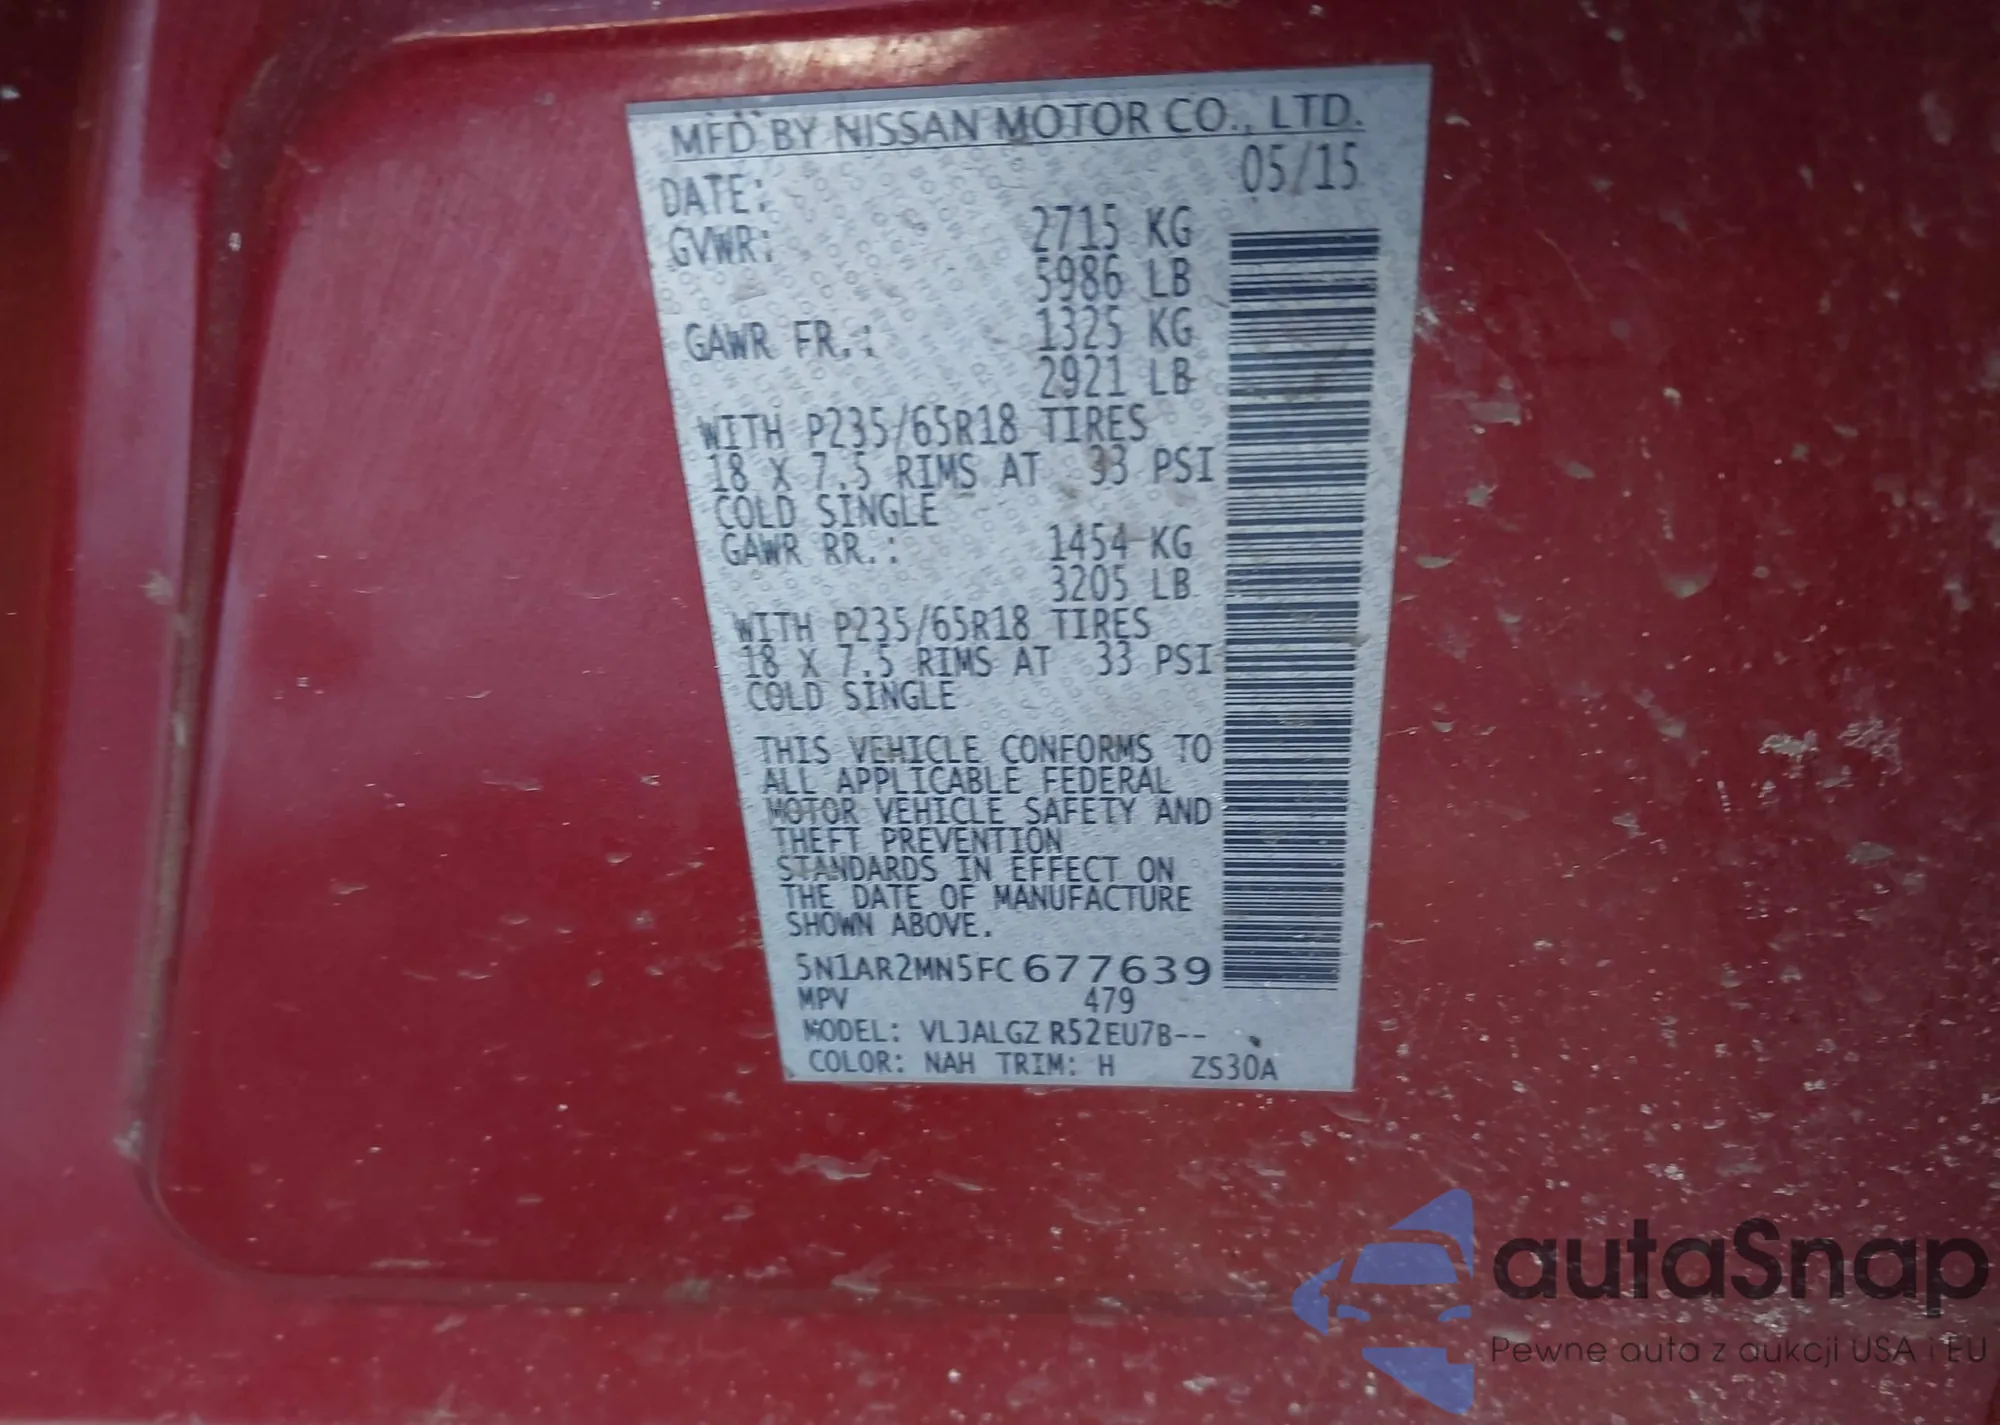 MFD BY NISSAN MOTOR CO., LTD.
DATE: 05/15
GVWR: 2715 KG
5986 LB
GAWR FR.: 1325 KG
2921 LB
WITH P235/65R18 TIRES
18 X 7.5 RIMS AT 33 PSI
COLD SINGLE
GAWR RR.: 1454 KG
3205 LB
WITH P235/65R18 TIRES
18 X 7.5 RIMS AT 33 PSI
COLD SINGLE
THIS VEHICLE CONFORMS TO
ALL APPLICABLE FEDERAL
MOTOR VEHICLE SAFETY AND
THEFT PREVENTION
STANDARDS IN EFFECT ON
THE DATE OF MANUFACTURE
SHOWN ABOVE.
5N1AR2MN5FC677639
MPV 479
MODEL: VLJALGZ R52EU7B--
COLOR: NAH TRIM: H ZS30A
autaSnap
Pewne auta z aukcji USA i EU